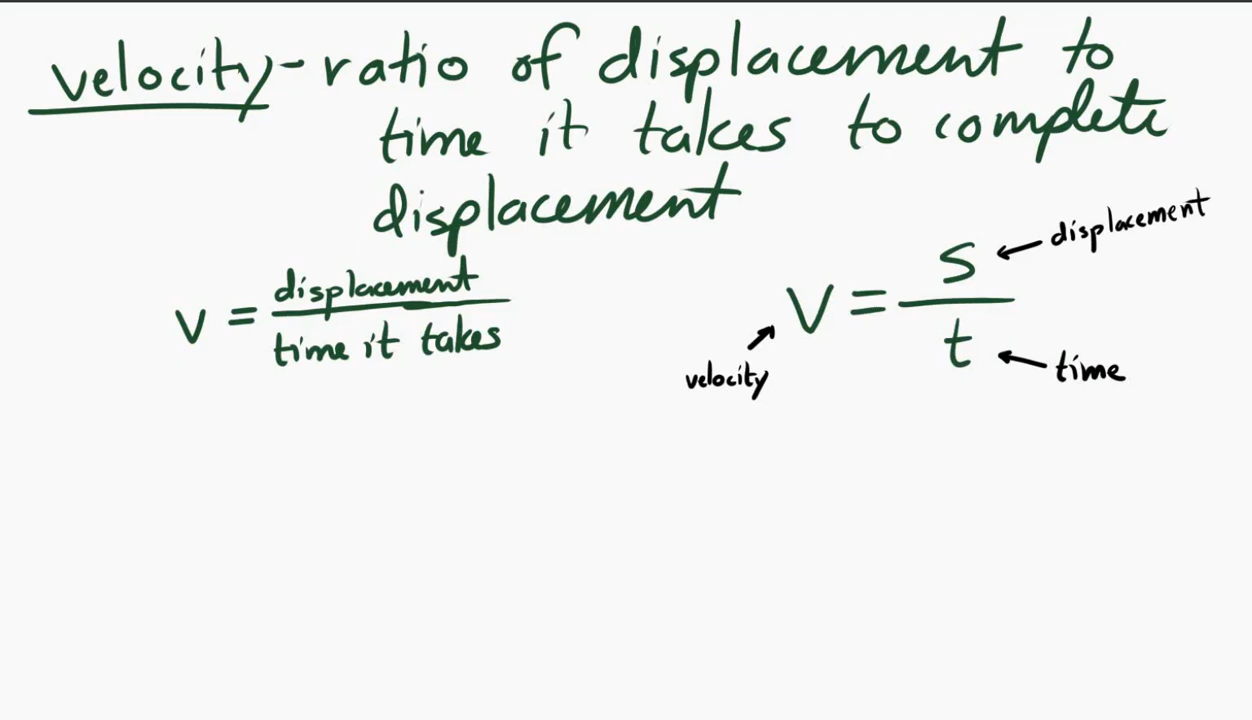 velocity - ratio of displacement to
time it takes to complete
displacement
v = displacement / time it takes
v = s / t
displacement
velocity
time